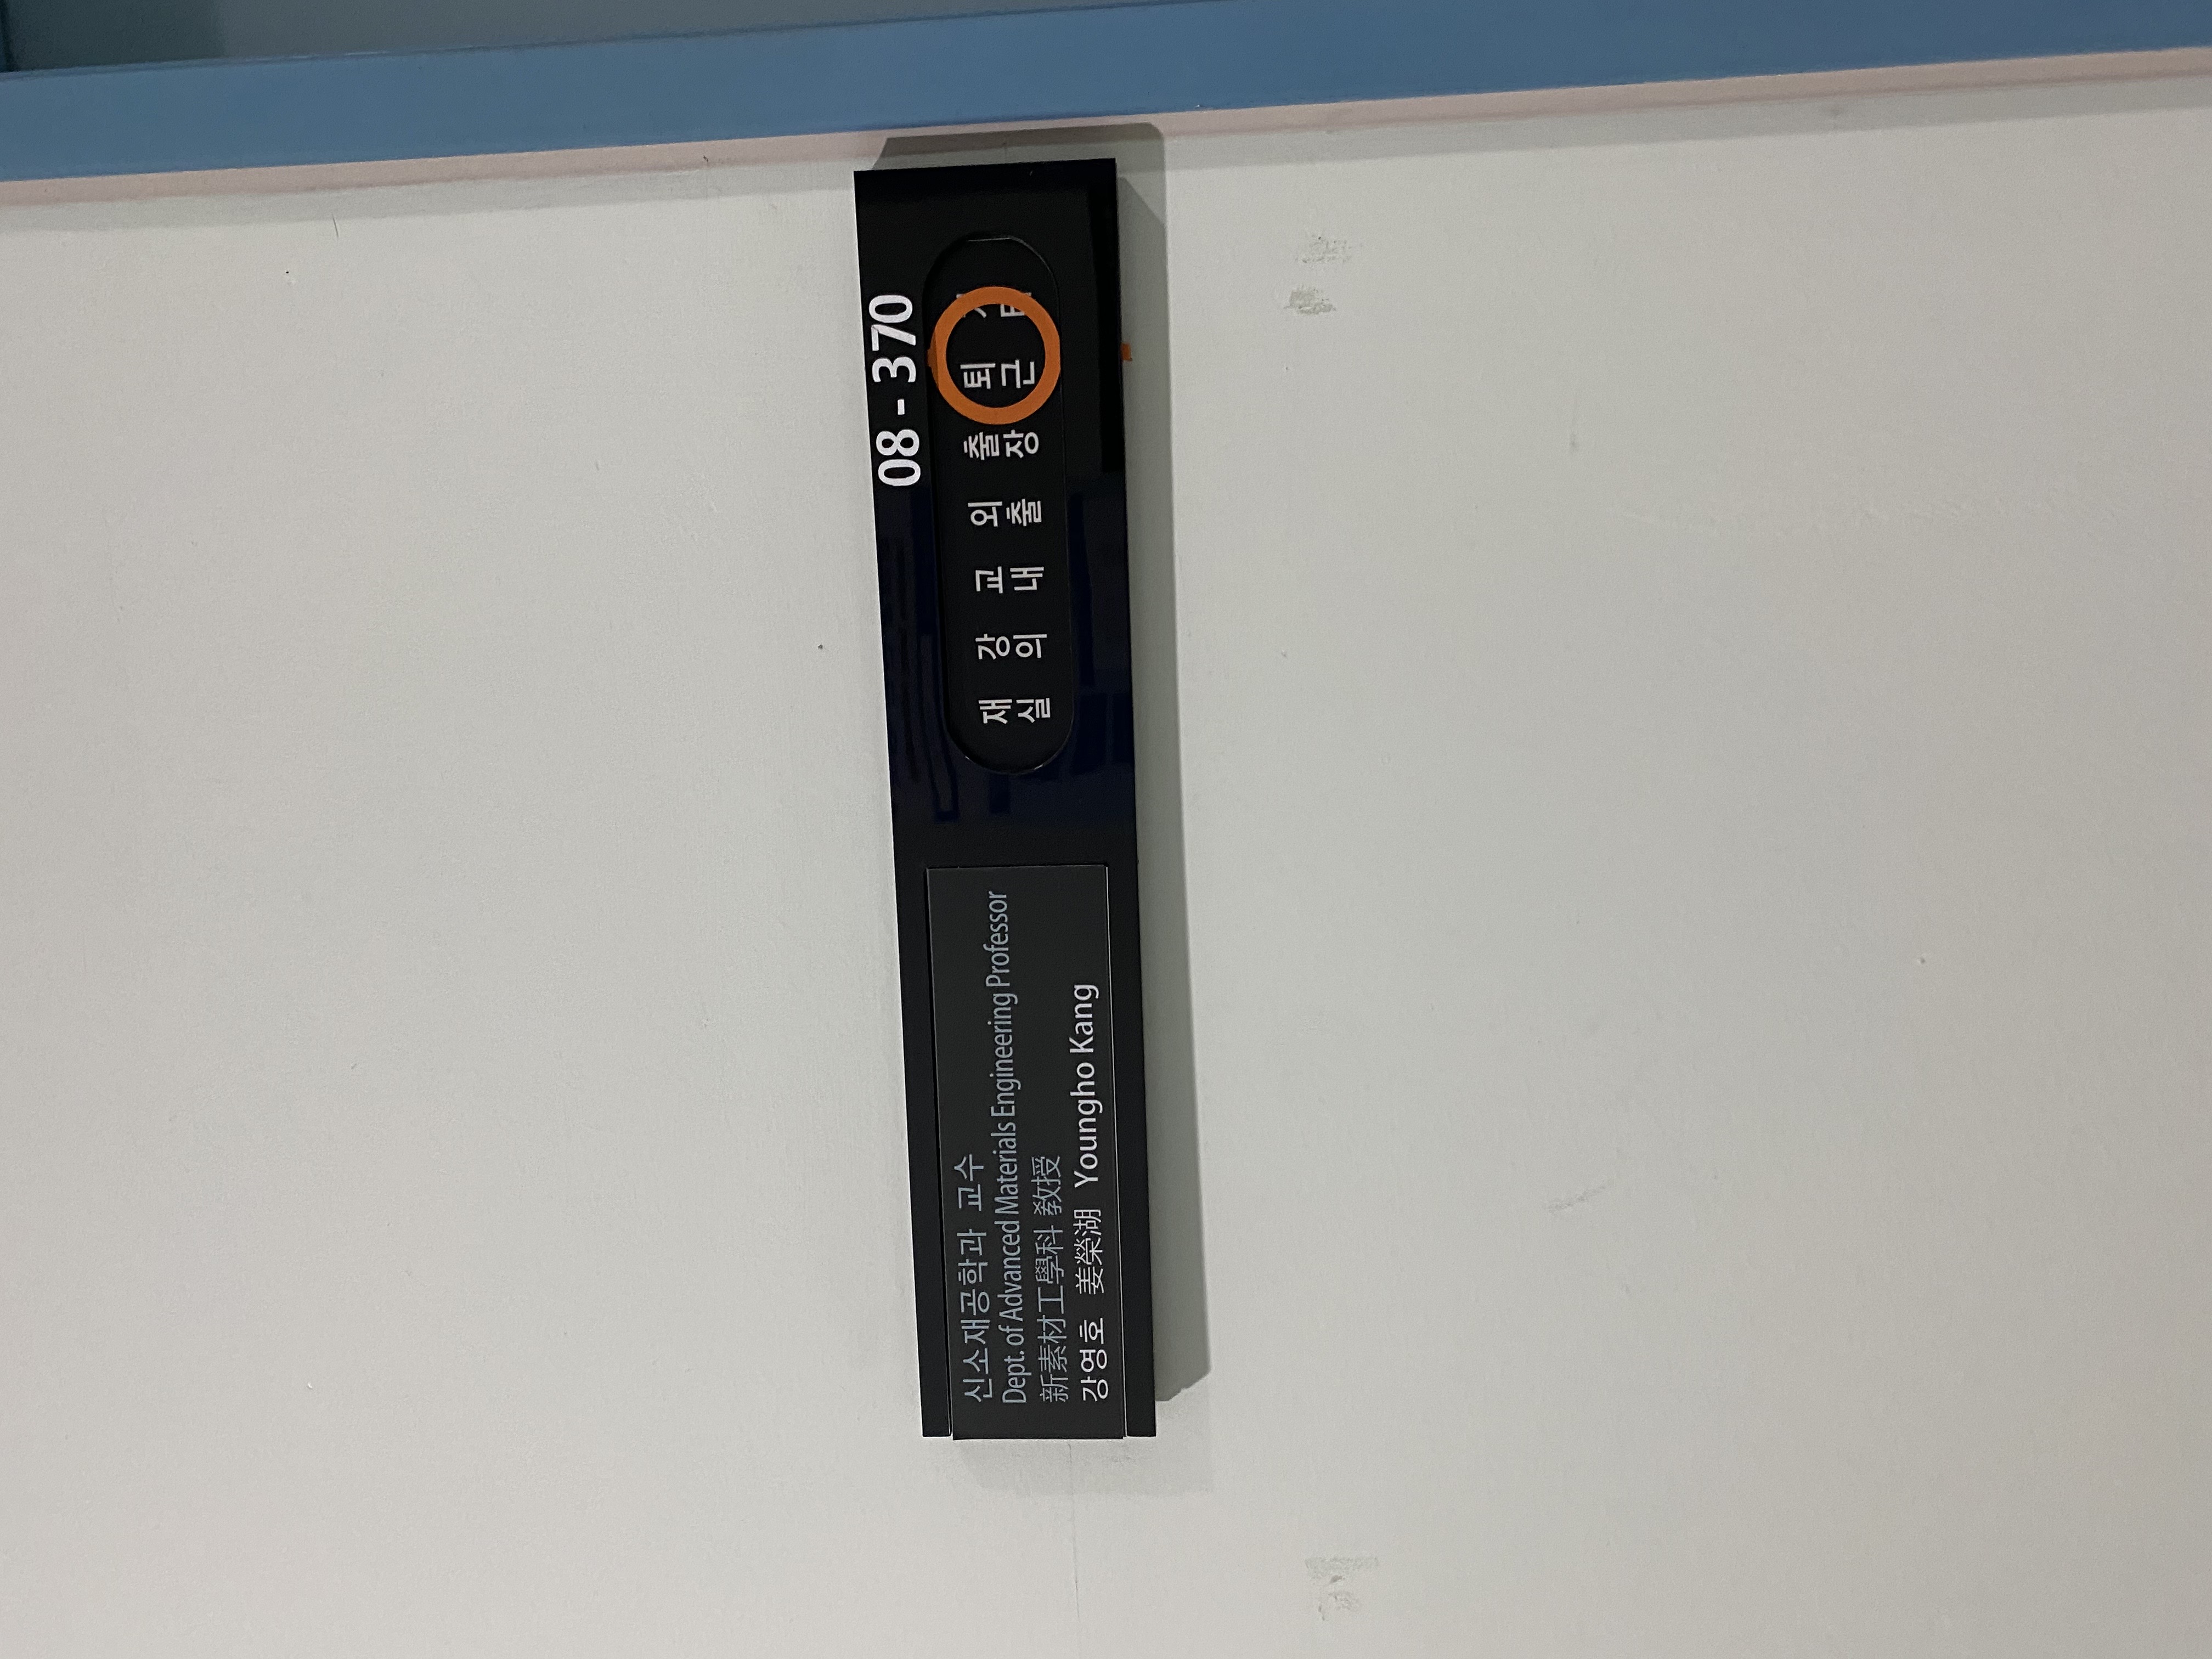 08 - 370
신소재공학과 교수
Dept. of Advanced Materials Engineering Professor
新素材工學科 敎授
강영호 姜榮湖 Youngho Kang
재실 강의 교내 외출 출장 퇴근